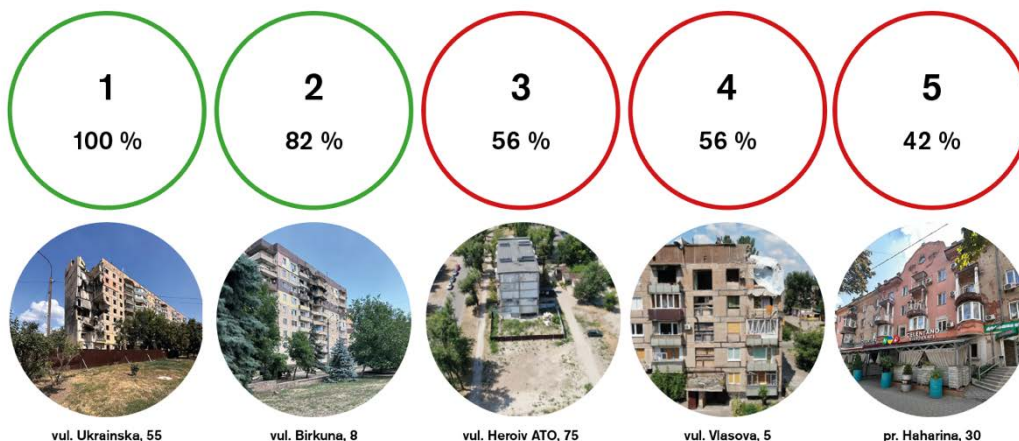 1
100 %
2
82 %
3
56 %
4
56 %
5
42 %
vul. Ukrainska, 55
vul. Birkuna, 8
vul. Heroiv ATO, 75
vul. Vlasova, 5
pr. Haharina, 30